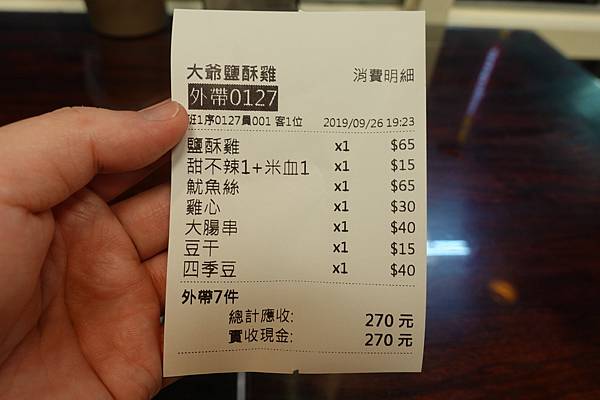 大爺鹽酥雞 消費明細
外帶0127
班1序0127員001 客1位 2019/09/26 19:23
鹽酥雞 x1 $65
甜不辣1+米血1 x1 $15
魷魚絲 x1 $65
雞心 x1 $30
大腸串 x1 $40
豆干 x1 $15
四季豆 x1 $40
外帶7件
總計應收: 270 元
實收現金: 270 元